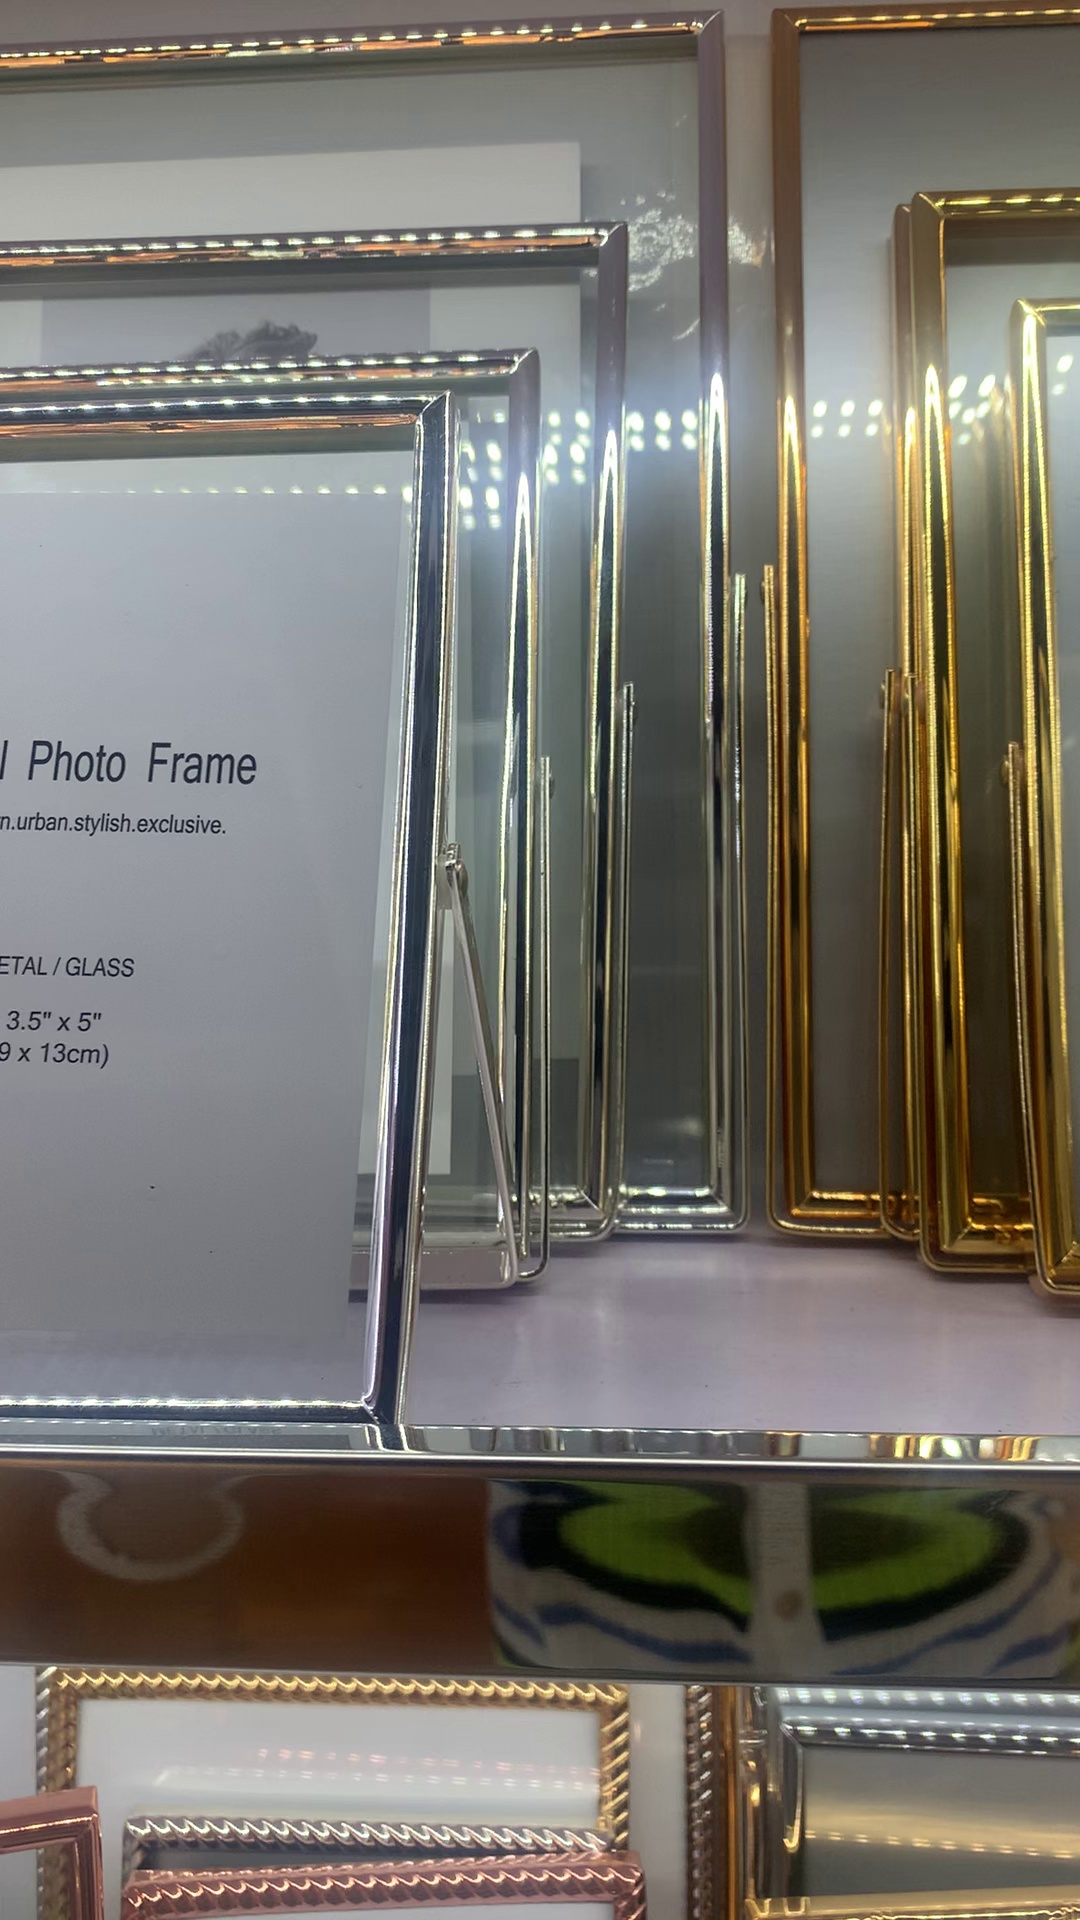 l Photo Frame
n.urban.stylish.exclusive.
ETAL / GLASS
3.5" x 5"
9 x 13cm)